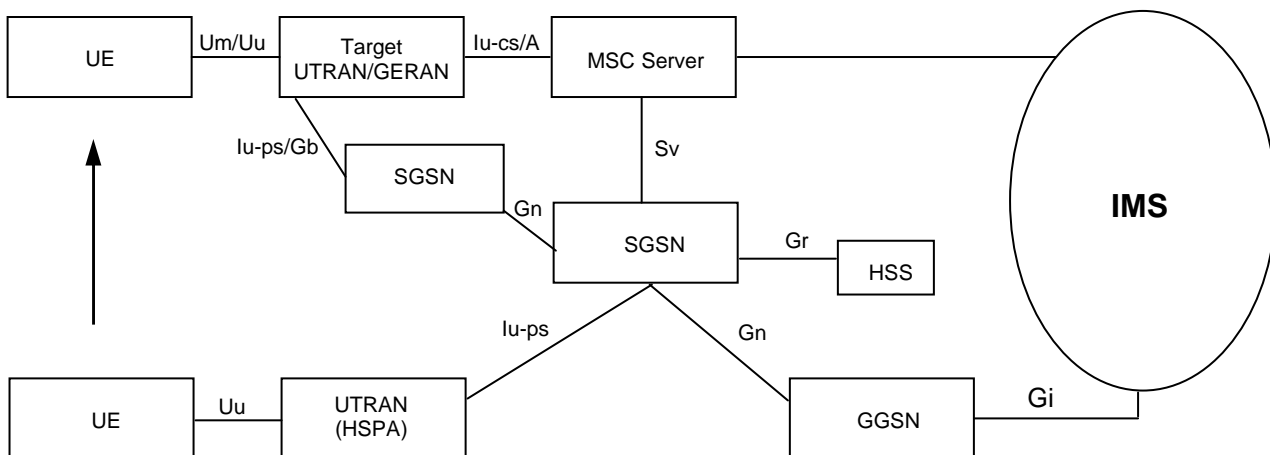 UE
Um/Uu
Target
UTRAN/GERAN
Iu-cs/A
MSC Server
Iu-ps/Gb
SGSN
Gn
Sv
SGSN
Gr
HSS
IMS
Iu-ps
Gn
UE
Uu
UTRAN
(HSPA)
GGSN
Gi